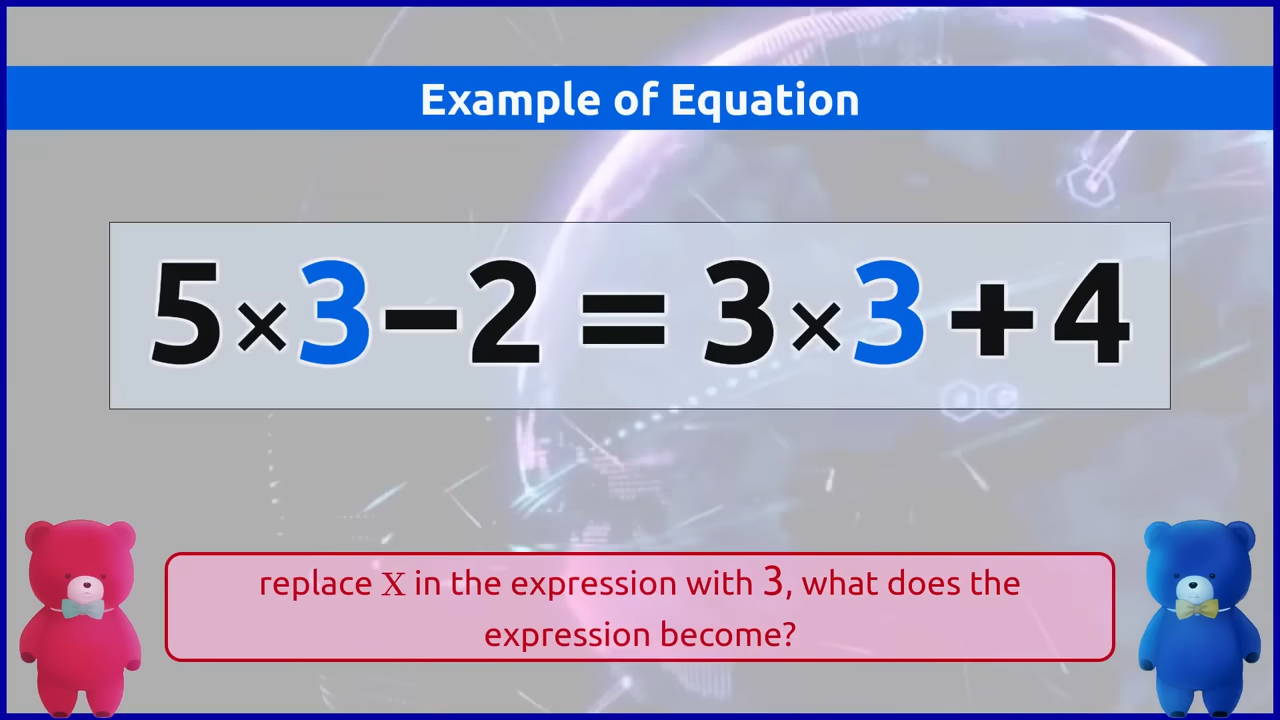 Example of Equation
5×3−2 = 3×3+4
replace X in the expression with 3, what does the
expression become?